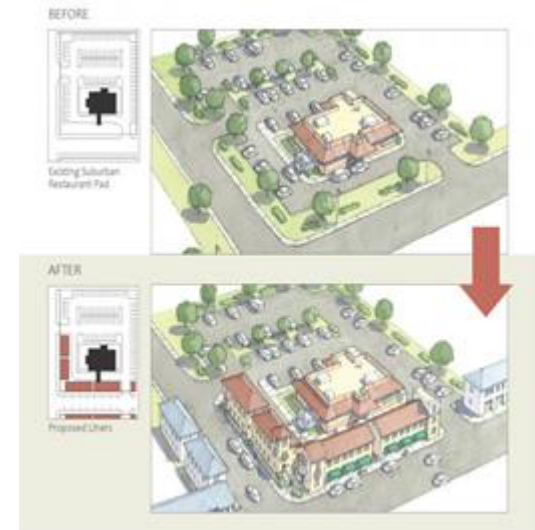 BEFORE
Existing Suburban
Restaurant Pad
AFTER
Proposed Liners